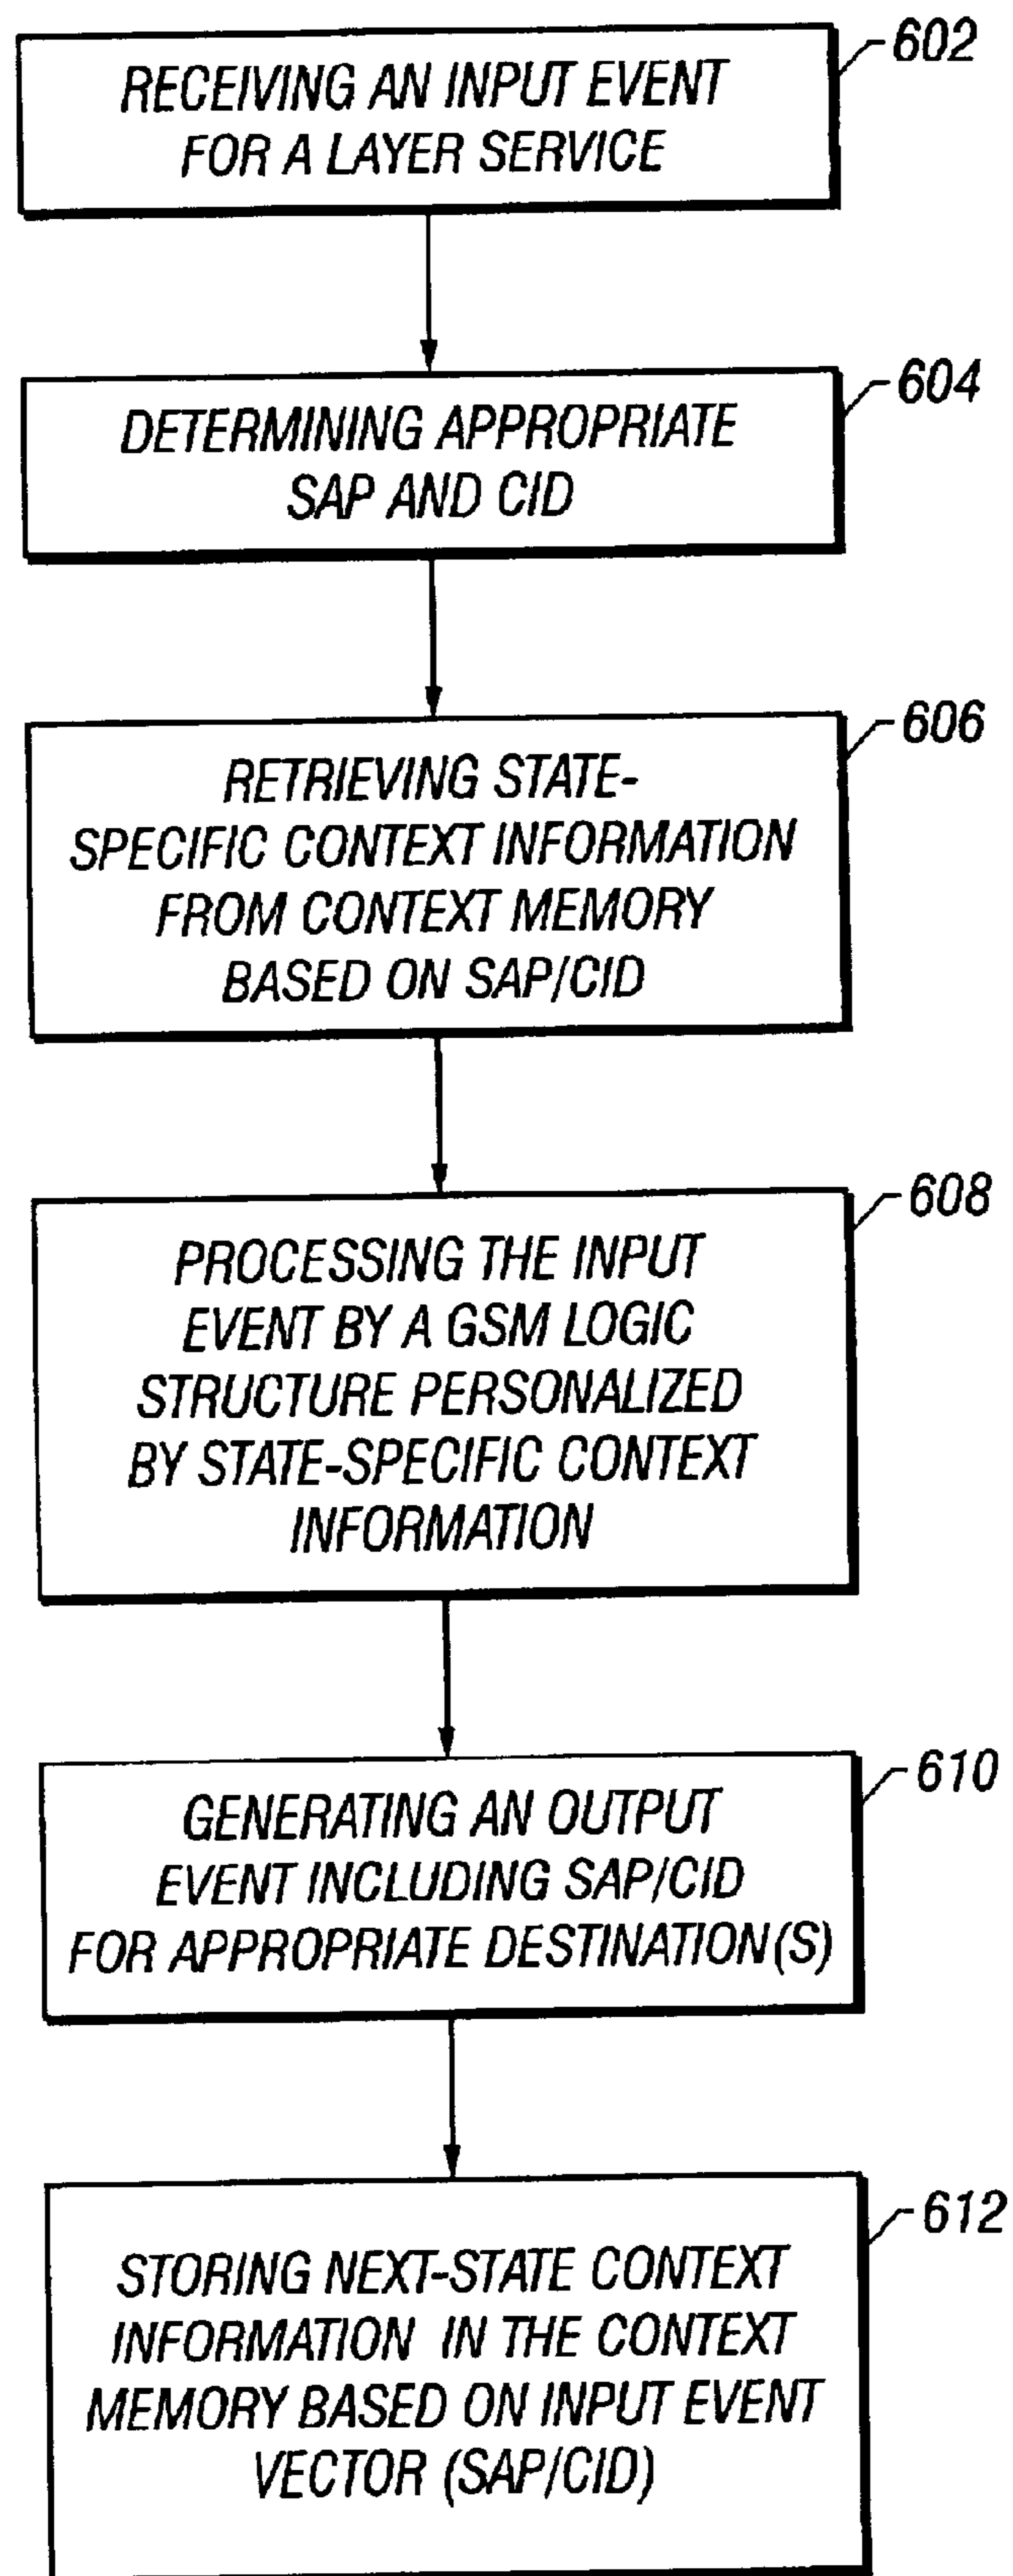 602
RECEIVING AN INPUT EVENT
FOR A LAYER SERVICE
604
DETERMINING APPROPRIATE
SAP AND CID
606
RETRIEVING STATE-
SPECIFIC CONTEXT INFORMATION
FROM CONTEXT MEMORY
BASED ON SAP/CID
608
PROCESSING THE INPUT
EVENT BY A GSM LOGIC
STRUCTURE PERSONALIZED
BY STATE-SPECIFIC CONTEXT
INFORMATION
610
GENERATING AN OUTPUT
EVENT INCLUDING SAP/CID
FOR APPROPRIATE DESTINATION(S)
612
STORING NEXT-STATE CONTEXT
INFORMATION IN THE CONTEXT
MEMORY BASED ON INPUT EVENT
VECTOR (SAP/CID)